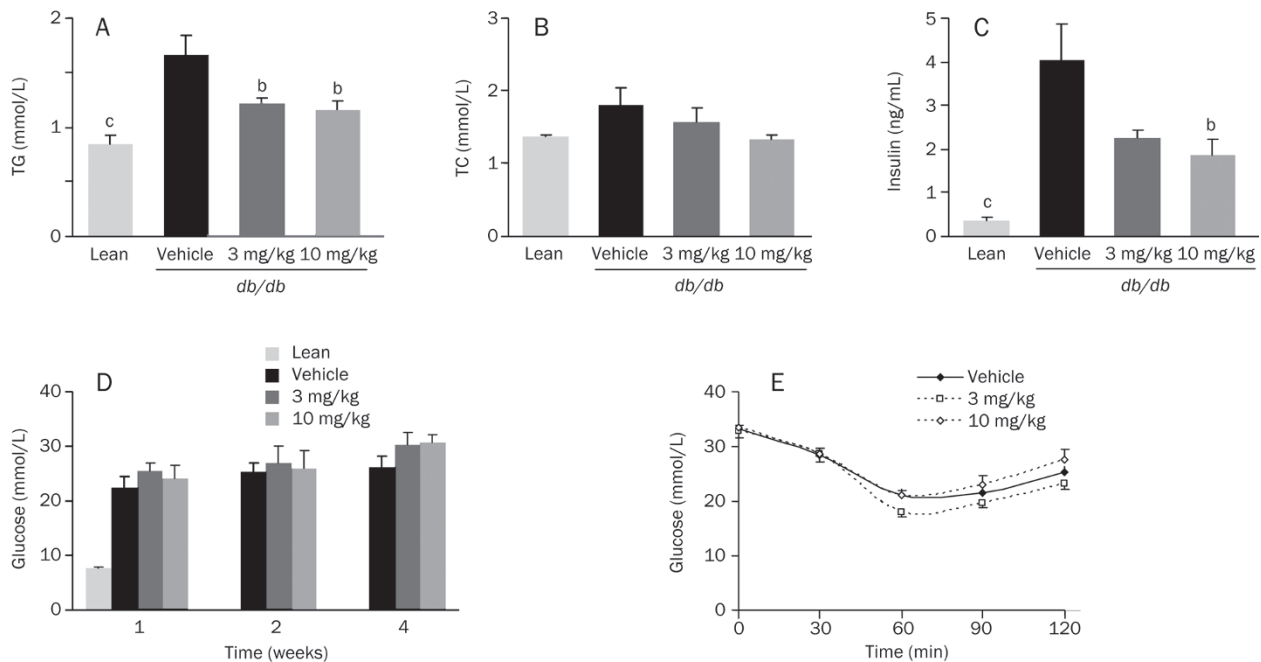 A
TG (mmol/L)
2
1
0
c
b
b
Lean
Vehicle
3 mg/kg
10 mg/kg
db/db
B
TC (mmol/L)
3
2
1
0
Lean
Vehicle
3 mg/kg
10 mg/kg
db/db
C
Insulin (ng/mL)
5
4
3
2
1
0
c
b
Lean
Vehicle
3 mg/kg
10 mg/kg
db/db
D
Lean
Vehicle
3 mg/kg
10 mg/kg
Glucose (mmol/L)
40
30
20
10
0
1
2
4
Time (weeks)
E
Vehicle
3 mg/kg
10 mg/kg
Glucose (mmol/L)
40
30
20
10
0
0
30
60
90
120
Time (min)